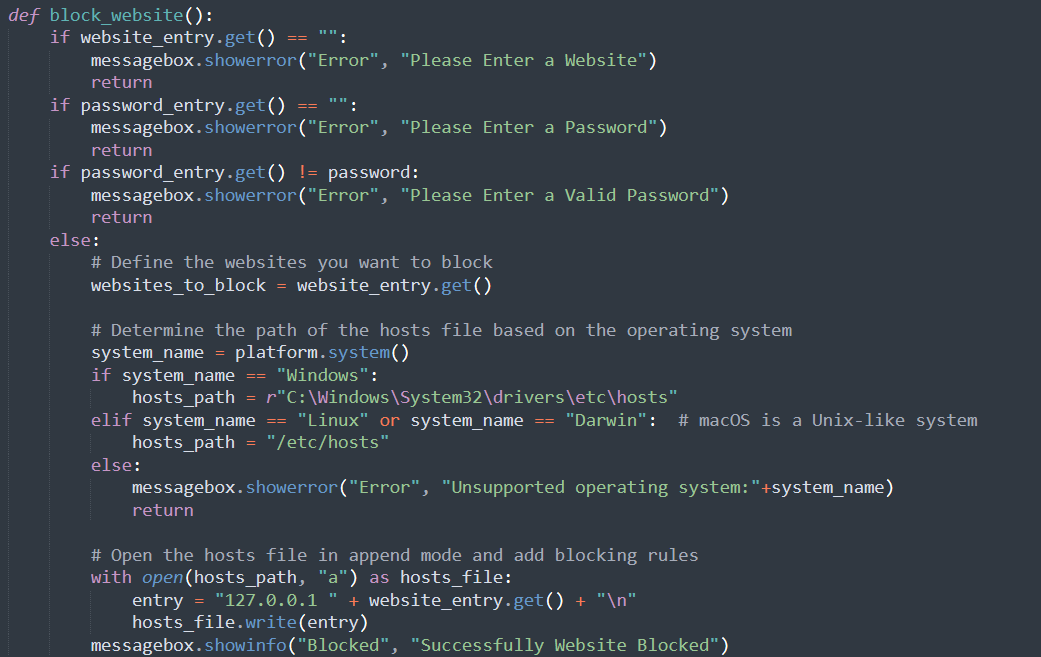 def block_website():
    if website_entry.get() == "":
        messagebox.showerror("Error", "Please Enter a Website")
        return
    if password_entry.get() == "":
        messagebox.showerror("Error", "Please Enter a Password")
        return
    if password_entry.get() != password:
        messagebox.showerror("Error", "Please Enter a Valid Password")
        return
    else:
        # Define the websites you want to block
        websites_to_block = website_entry.get()

        # Determine the path of the hosts file based on the operating system
        system_name = platform.system()
        if system_name == "Windows":
            hosts_path = r"C:\Windows\System32\drivers\etc\hosts"
        elif system_name == "Linux" or system_name == "Darwin":  # macOS is a Unix-like system
            hosts_path = "/etc/hosts"
        else:
            messagebox.showerror("Error", "Unsupported operating system:"+system_name)
            return

        # Open the hosts file in append mode and add blocking rules
        with open(hosts_path, "a") as hosts_file:
            entry = "127.0.0.1 " + website_entry.get() + "\n"
            hosts_file.write(entry)
        messagebox.showinfo("Blocked", "Successfully Website Blocked")